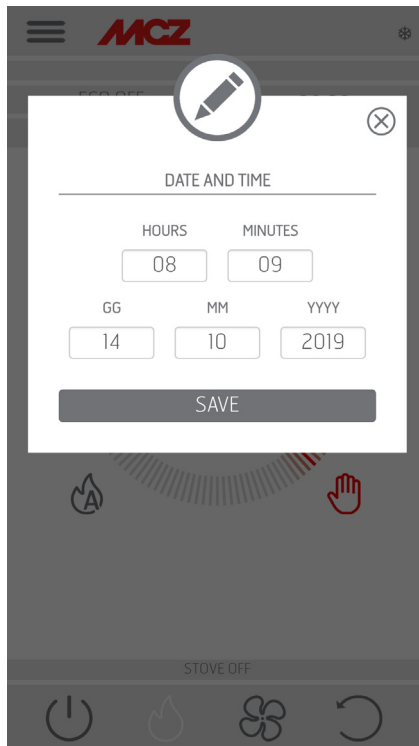 MCZ
DATE AND TIME
HOURS MINUTES
08 09
GG MM YYYY
14 10 2019
SAVE
A
STOVE OFF